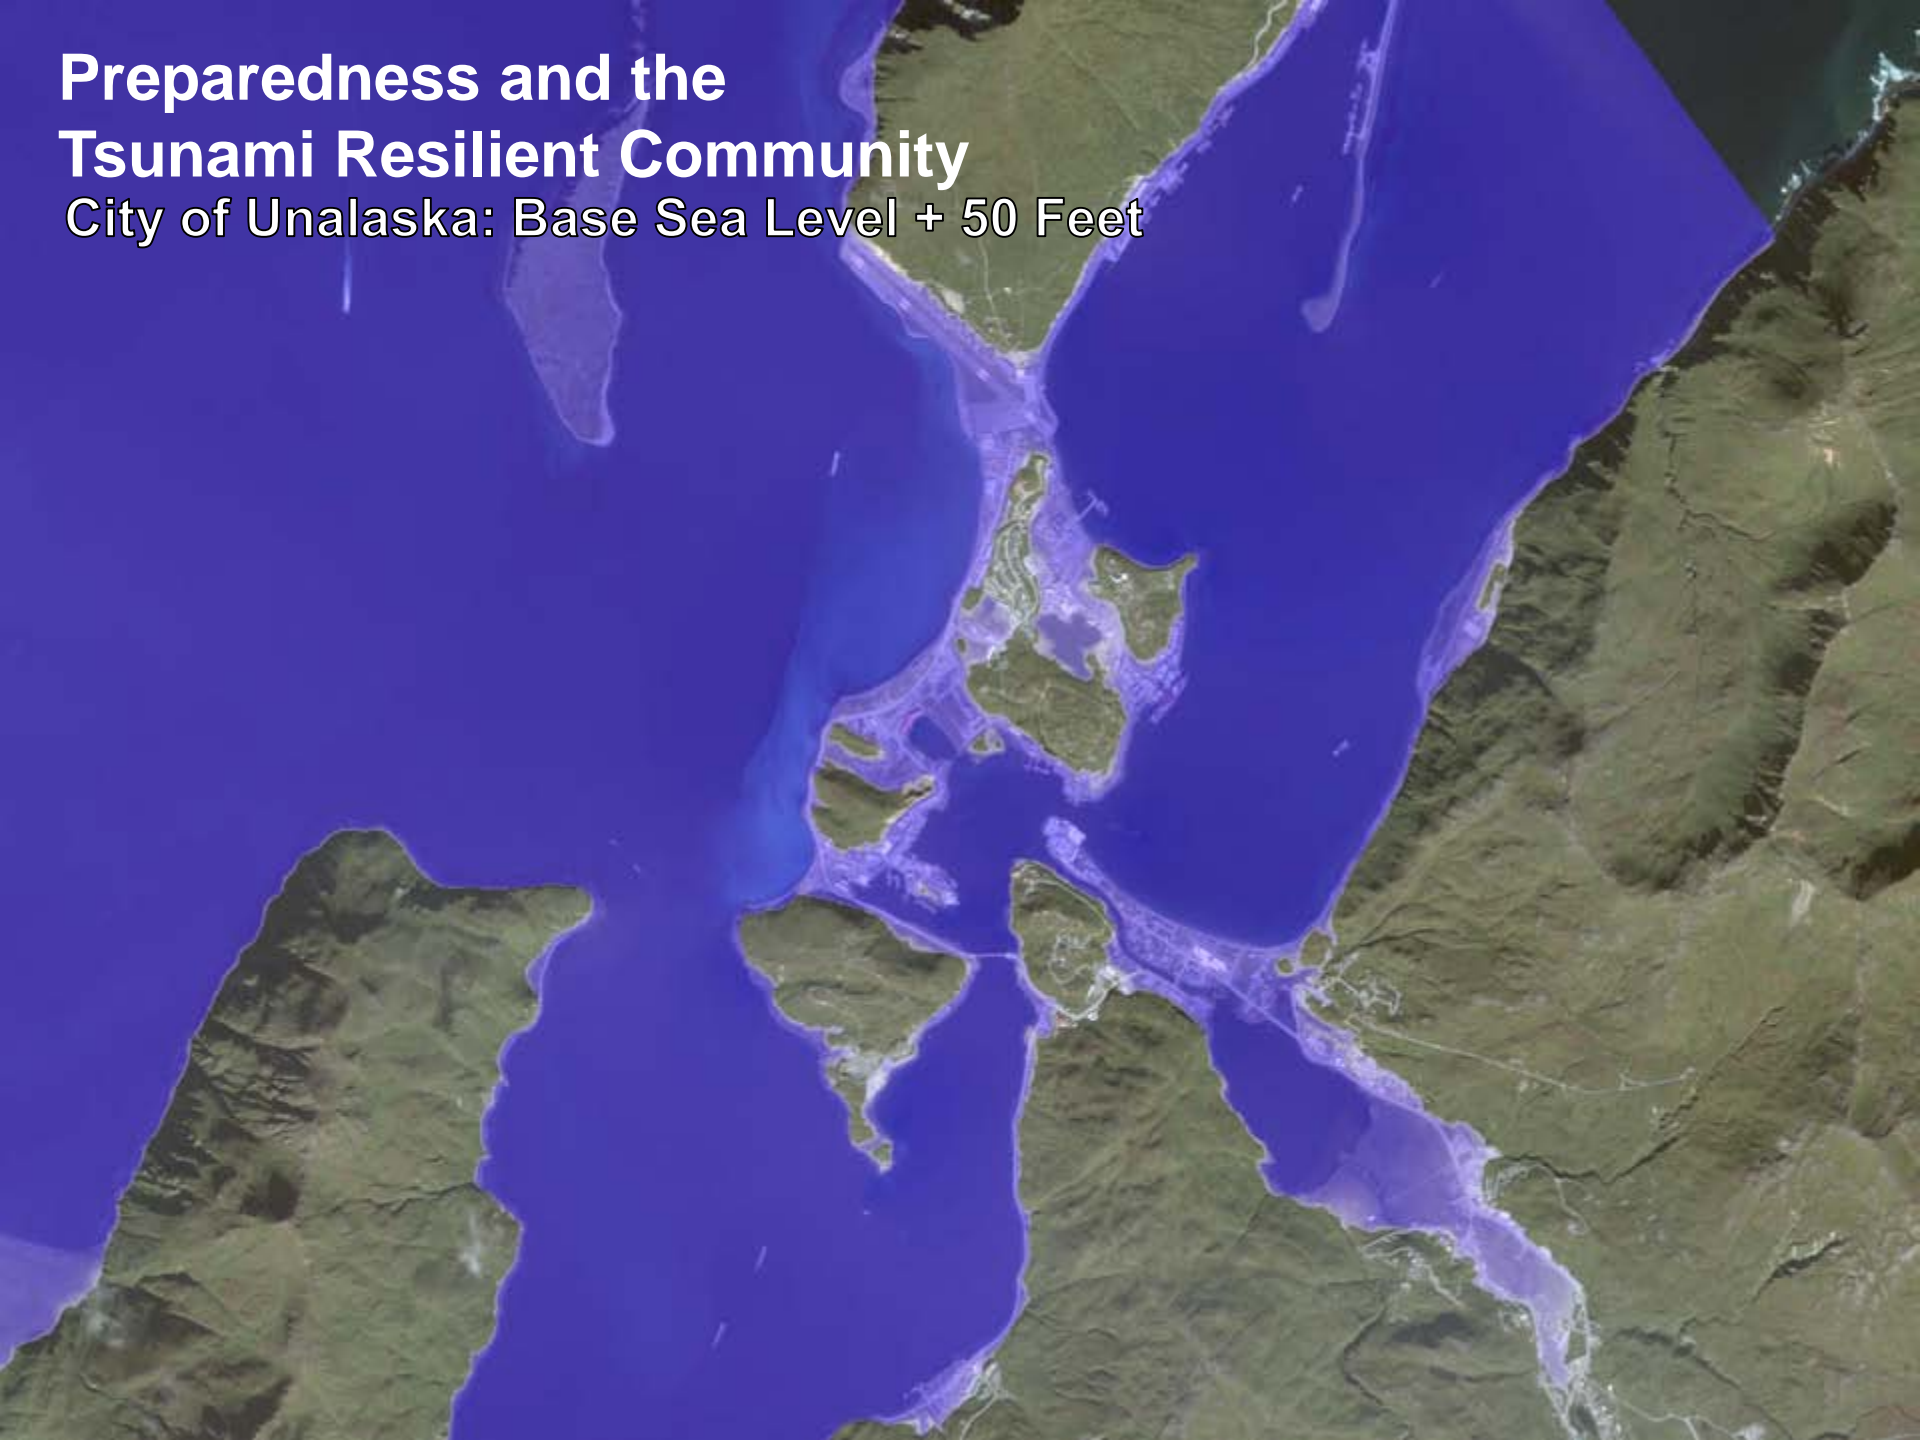 Preparedness and the
Tsunami Resilient Community
City of Unalaska: Base Sea Level + 50 Feet